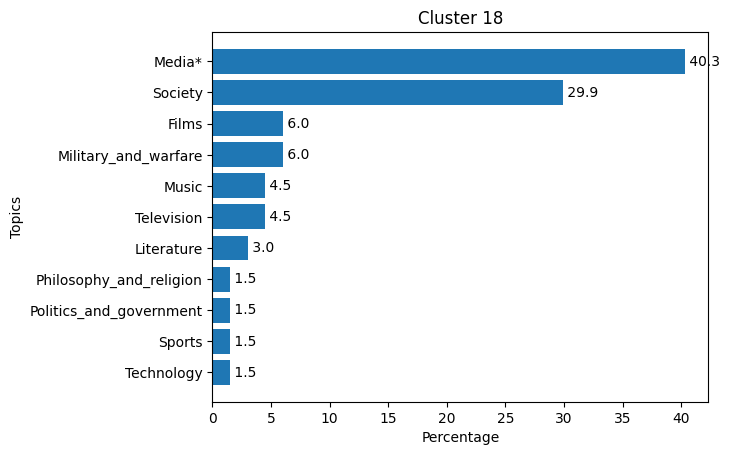 Cluster 18
Topics
Media* 40.3
Society 29.9
Films 6.0
Military_and_warfare 6.0
Music 4.5
Television 4.5
Literature 3.0
Philosophy_and_religion 1.5
Politics_and_government 1.5
Sports 1.5
Technology 1.5
0 5 10 15 20 25 30 35 40
Percentage